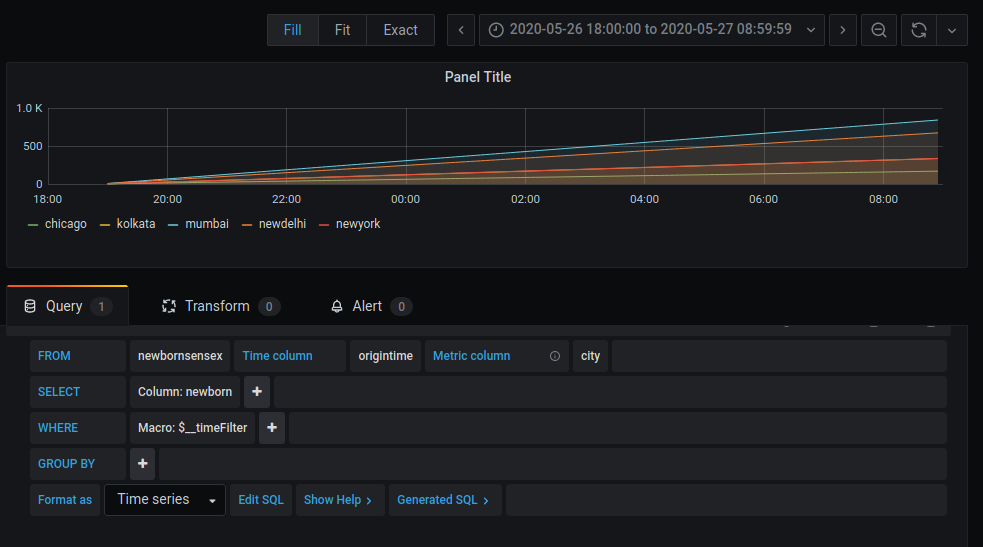 Fill Fit Exact 2020-05-26 18:00:00 to 2020-05-27 08:59:59
Panel Title
1.0 K
500
0
18:00 20:00 22:00 00:00 02:00 04:00 06:00 08:00
chicago kolkata mumbai newdelhi newyork
Query 1 Transform 0 Alert 0
FROM newbornsensex Time column origintime Metric column city
SELECT Column: newborn +
WHERE Macro: $__timeFilter +
GROUP BY +
Format as Time series Edit SQL Show Help > Generated SQL >